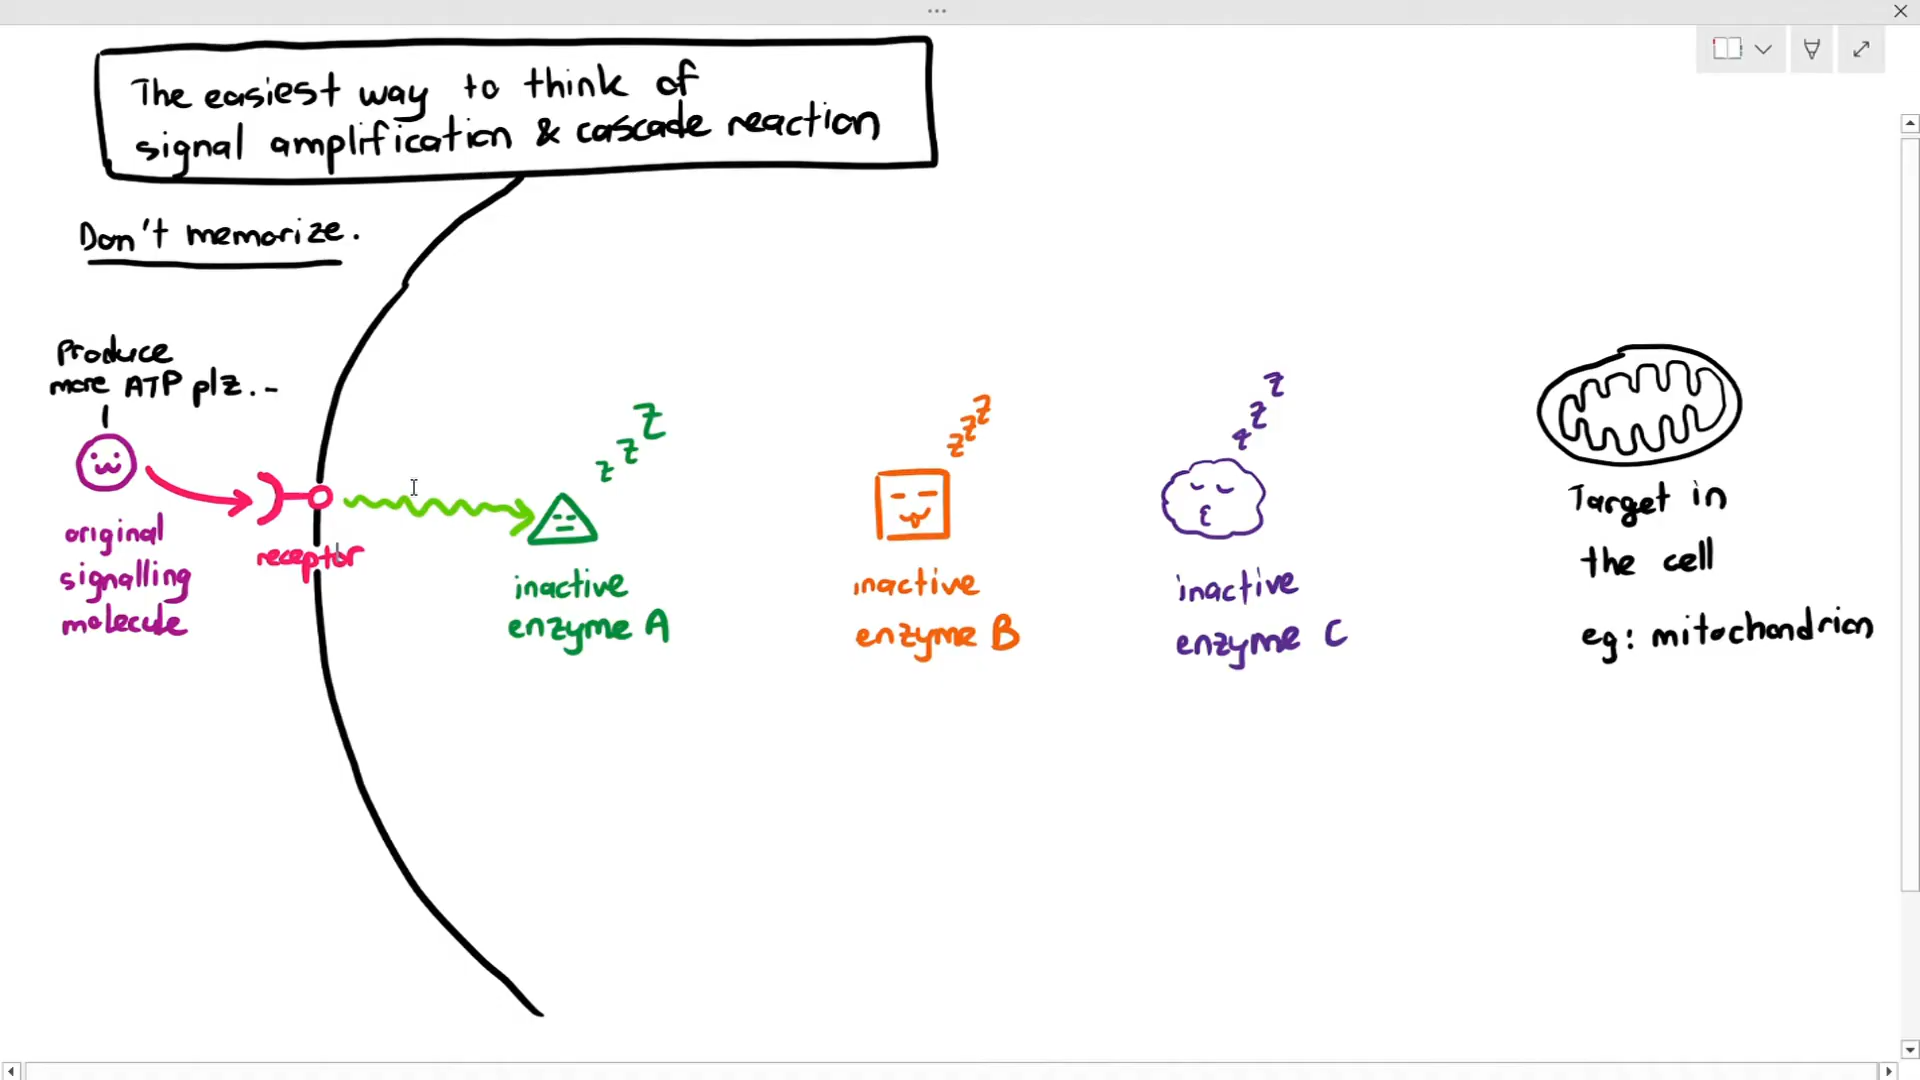 The easiest way to think of
signal amplification & cascade reaction
Don't memorize.
Produce
more ATP plz..
original
signalling
molecule
receptor
z z Z
inactive
enzyme A
z z z
inactive
enzyme B
z z z
inactive
enzyme C
Target in
the cell
eg: mitochondrion